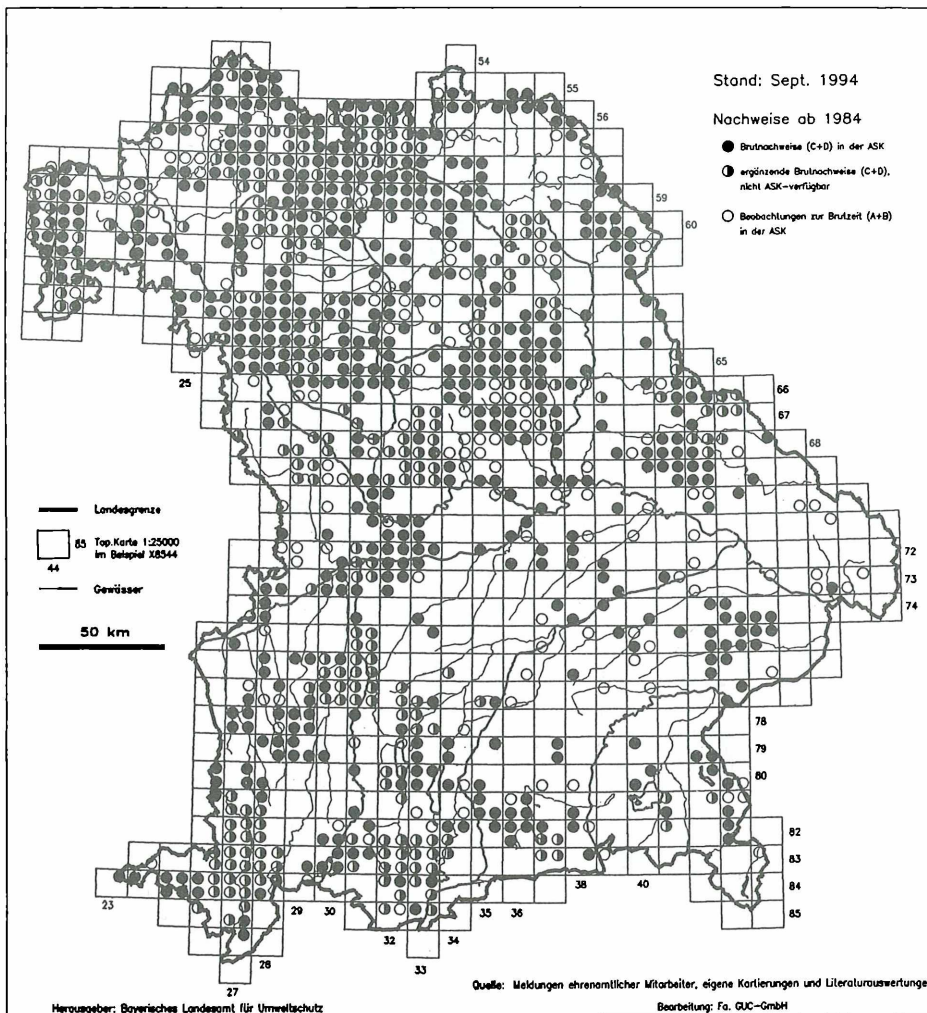 54
55
56
59
60
65
66
67
68
72
73
74
78
79
80
82
83
84
85
25
23
29
30
32
33
34
35
36
38
40
28
27
Stand: Sept. 1994
Nachweise ab 1984
Brutnachweise (C+D) in der ASK
ergänzende Brutnachweise (C+D),
nicht ASK-verfügbar
Beobachtungen zur Brutzeit (A+B)
in der ASK
Landesgrenze
85 Top.Karte 1:25000
im Beispiel X8544
44
Gewässer
50 km
Quelle: Meldungen ehrenamtlicher Mitarbeiter, eigene Kartierungen und Literaturauswertunge
Herausgeber: Bayerisches Landesamt für Umweltschutz
Bearbeitung: Fa. GUC-GmbH